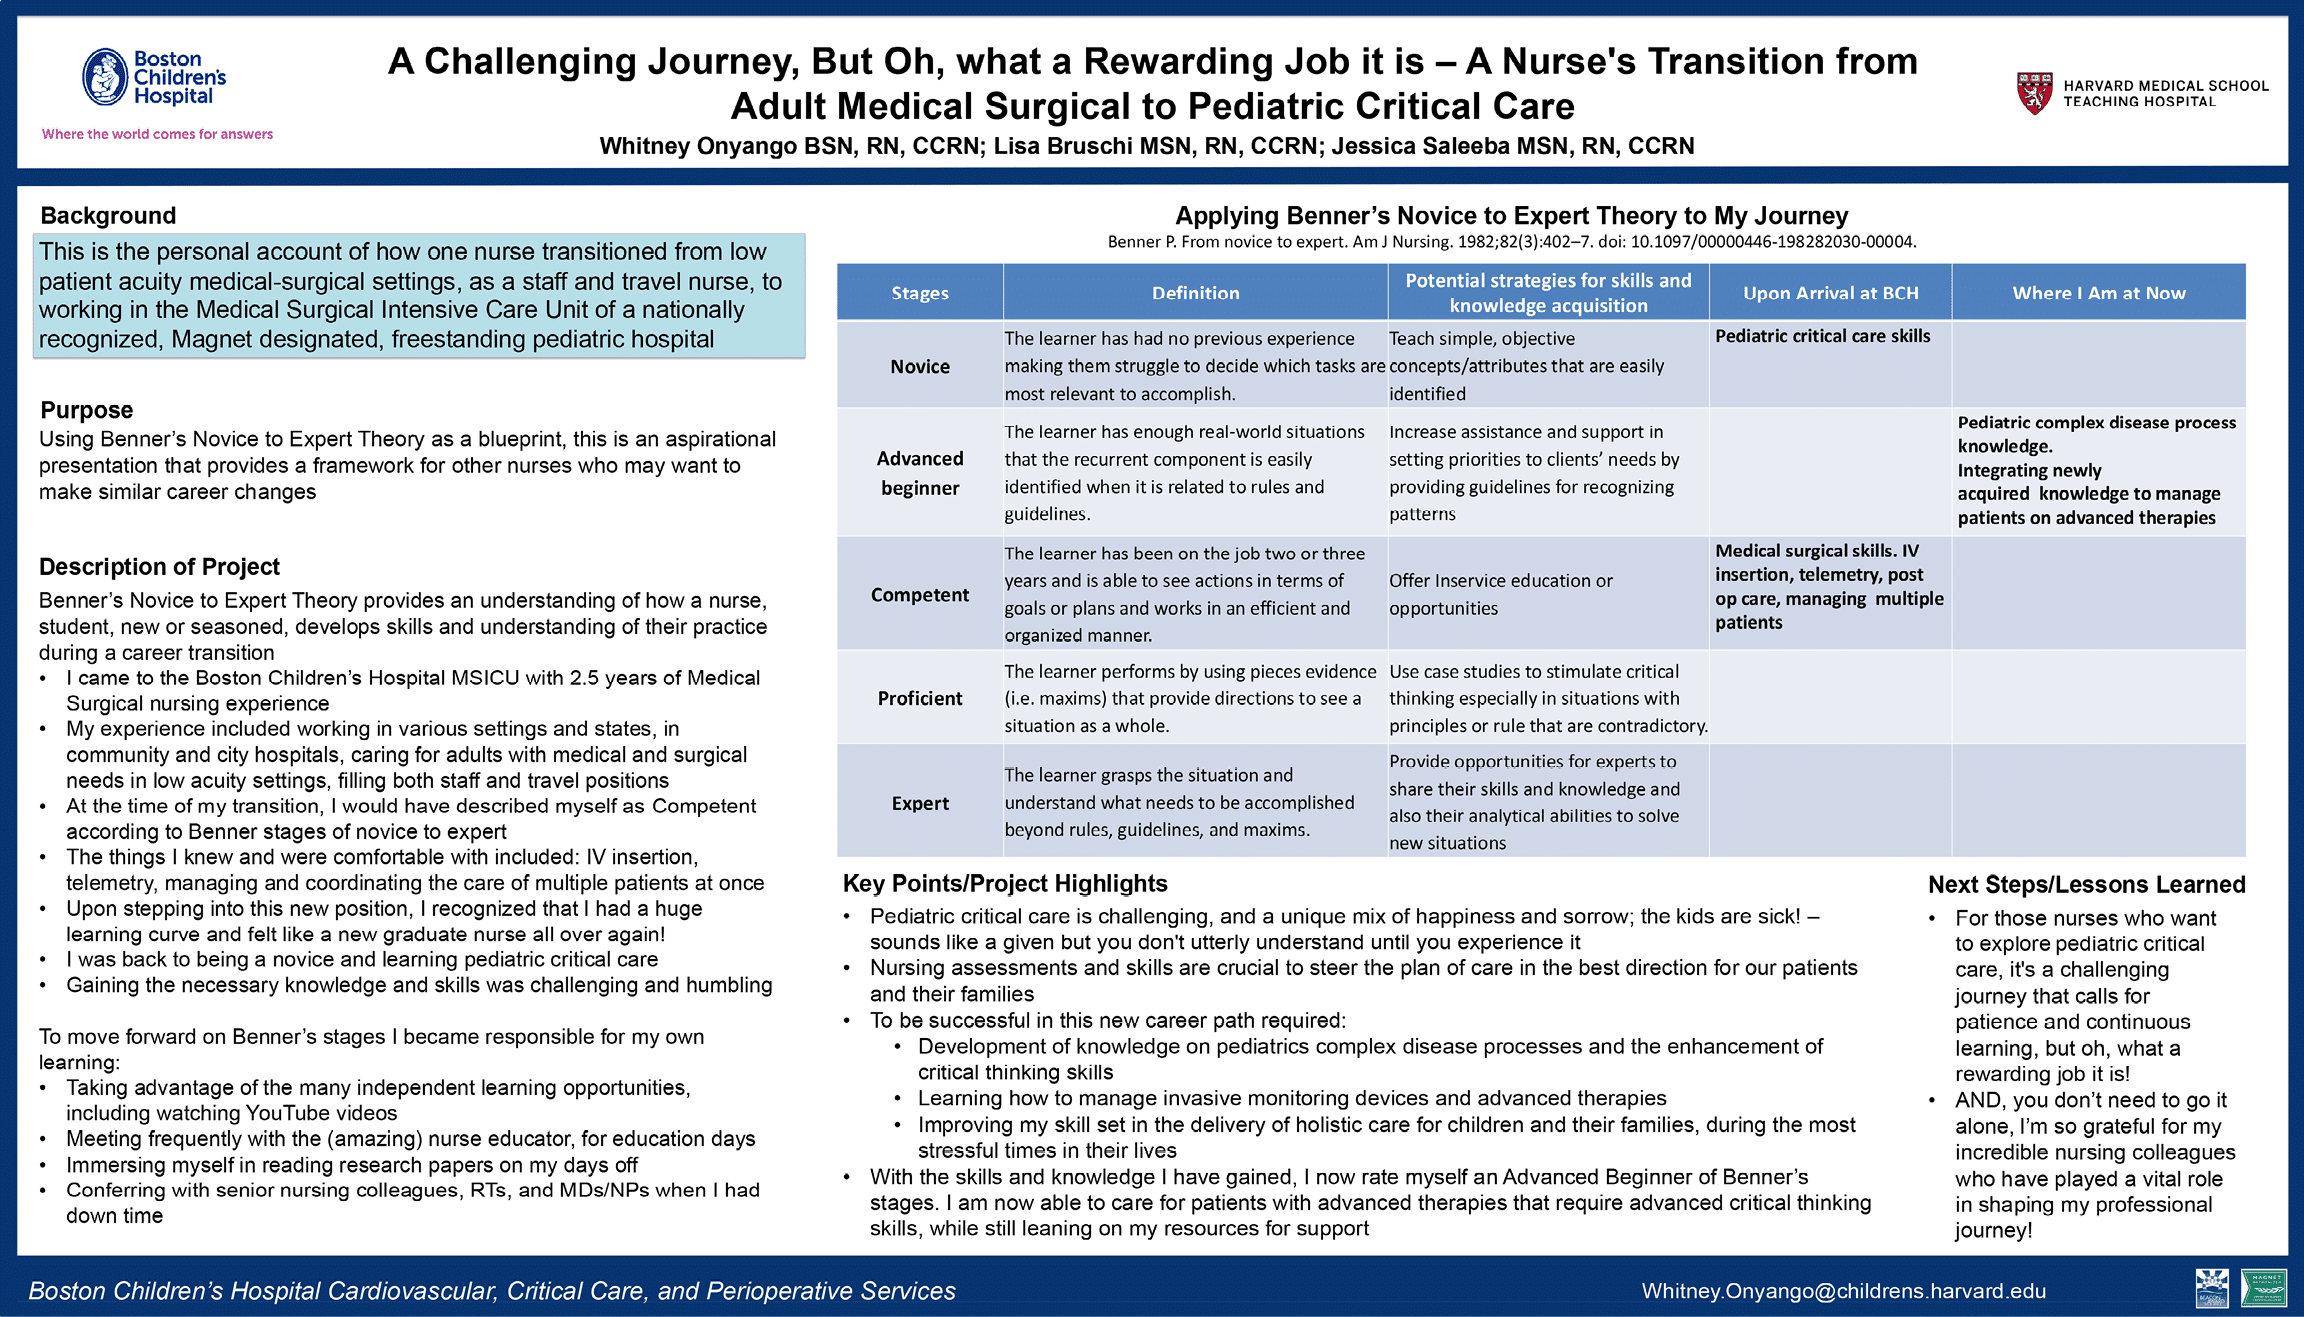 Boston
Children's
Hospital
Where the world comes for answers
A Challenging Journey, But Oh, what a Rewarding Job it is – A Nurse's Transition from
Adult Medical Surgical to Pediatric Critical Care
Whitney Onyango BSN, RN, CCRN; Lisa Bruschi MSN, RN, CCRN; Jessica Saleeba MSN, RN, CCRN
HARVARD MEDICAL SCHOOL
TEACHING HOSPITAL
Background
This is the personal account of how one nurse transitioned from low
patient acuity medical-surgical settings, as a staff and travel nurse, to
working in the Medical Surgical Intensive Care Unit of a nationally
recognized, Magnet designated, freestanding pediatric hospital
Purpose
Using Benner's Novice to Expert Theory as a blueprint, this is an aspirational
presentation that provides a framework for other nurses who may want to
make similar career changes
Description of Project
Benner's Novice to Expert Theory provides an understanding of how a nurse,
student, new or seasoned, develops skills and understanding of their practice
during a career transition
• I came to the Boston Children's Hospital MSICU with 2.5 years of Medical
Surgical nursing experience
• My experience included working in various settings and states, in
community and city hospitals, caring for adults with medical and surgical
needs in low acuity settings, filling both staff and travel positions
• At the time of my transition, I would have described myself as Competent
according to Benner stages of novice to expert
• The things I knew and were comfortable with included: IV insertion,
telemetry, managing and coordinating the care of multiple patients at once
• Upon stepping into this new position, I recognized that I had a huge
learning curve and felt like a new graduate nurse all over again!
• I was back to being a novice and learning pediatric critical care
• Gaining the necessary knowledge and skills was challenging and humbling
To move forward on Benner's stages I became responsible for my own
learning:
• Taking advantage of the many independent learning opportunities,
including watching YouTube videos
• Meeting frequently with the (amazing) nurse educator, for education days
• Immersing myself in reading research papers on my days off
• Conferring with senior nursing colleagues, RTs, and MDs/NPs when I had
down time
Applying Benner's Novice to Expert Theory to My Journey
Benner P. From novice to expert. Am J Nursing. 1982;82(3):402–7. doi: 10.1097/00000446-198282030-00004.
Stages
Definition
Potential strategies for skills and
knowledge acquisition
Upon Arrival at BCH
Where I Am at Now
Novice
The learner has had no previous experience
making them struggle to decide which tasks are
most relevant to accomplish.
Teach simple, objective
concepts/attributes that are easily
identified
Pediatric critical care skills
Advanced
beginner
The learner has enough real-world situations
that the recurrent component is easily
identified when it is related to rules and
guidelines.
Increase assistance and support in
setting priorities to clients' needs by
providing guidelines for recognizing
patterns
Pediatric complex disease process
knowledge.
Integrating newly
acquired knowledge to manage
patients on advanced therapies
Competent
The learner has been on the job two or three
years and is able to see actions in terms of
goals or plans and works in an efficient and
organized manner.
Offer Inservice education or
opportunities
Medical surgical skills. IV
insertion, telemetry, post
op care, managing multiple
patients
Proficient
The learner performs by using pieces evidence
(i.e. maxims) that provide directions to see a
situation as a whole.
Use case studies to stimulate critical
thinking especially in situations with
principles or rule that are contradictory.
Expert
The learner grasps the situation and
understand what needs to be accomplished
beyond rules, guidelines, and maxims.
Provide opportunities for experts to
share their skills and knowledge and
also their analytical abilities to solve
new situations
Key Points/Project Highlights
• Pediatric critical care is challenging, and a unique mix of happiness and sorrow; the kids are sick! –
sounds like a given but you don't utterly understand until you experience it
• Nursing assessments and skills are crucial to steer the plan of care in the best direction for our patients
and their families
• To be successful in this new career path required:
• Development of knowledge on pediatrics complex disease processes and the enhancement of
critical thinking skills
• Learning how to manage invasive monitoring devices and advanced therapies
• Improving my skill set in the delivery of holistic care for children and their families, during the most
stressful times in their lives
• With the skills and knowledge I have gained, I now rate myself an Advanced Beginner of Benner's
stages. I am now able to care for patients with advanced therapies that require advanced critical thinking
skills, while still leaning on my resources for support
Next Steps/Lessons Learned
• For those nurses who want
to explore pediatric critical
care, it's a challenging
journey that calls for
patience and continuous
learning, but oh, what a
rewarding job it is!
• AND, you don't need to go it
alone, I'm so grateful for my
incredible nursing colleagues
who have played a vital role
in shaping my professional
journey!
Boston Children's Hospital Cardiovascular, Critical Care, and Perioperative Services
Whitney.Onyango@childrens.harvard.edu
BEACON
MAGNET